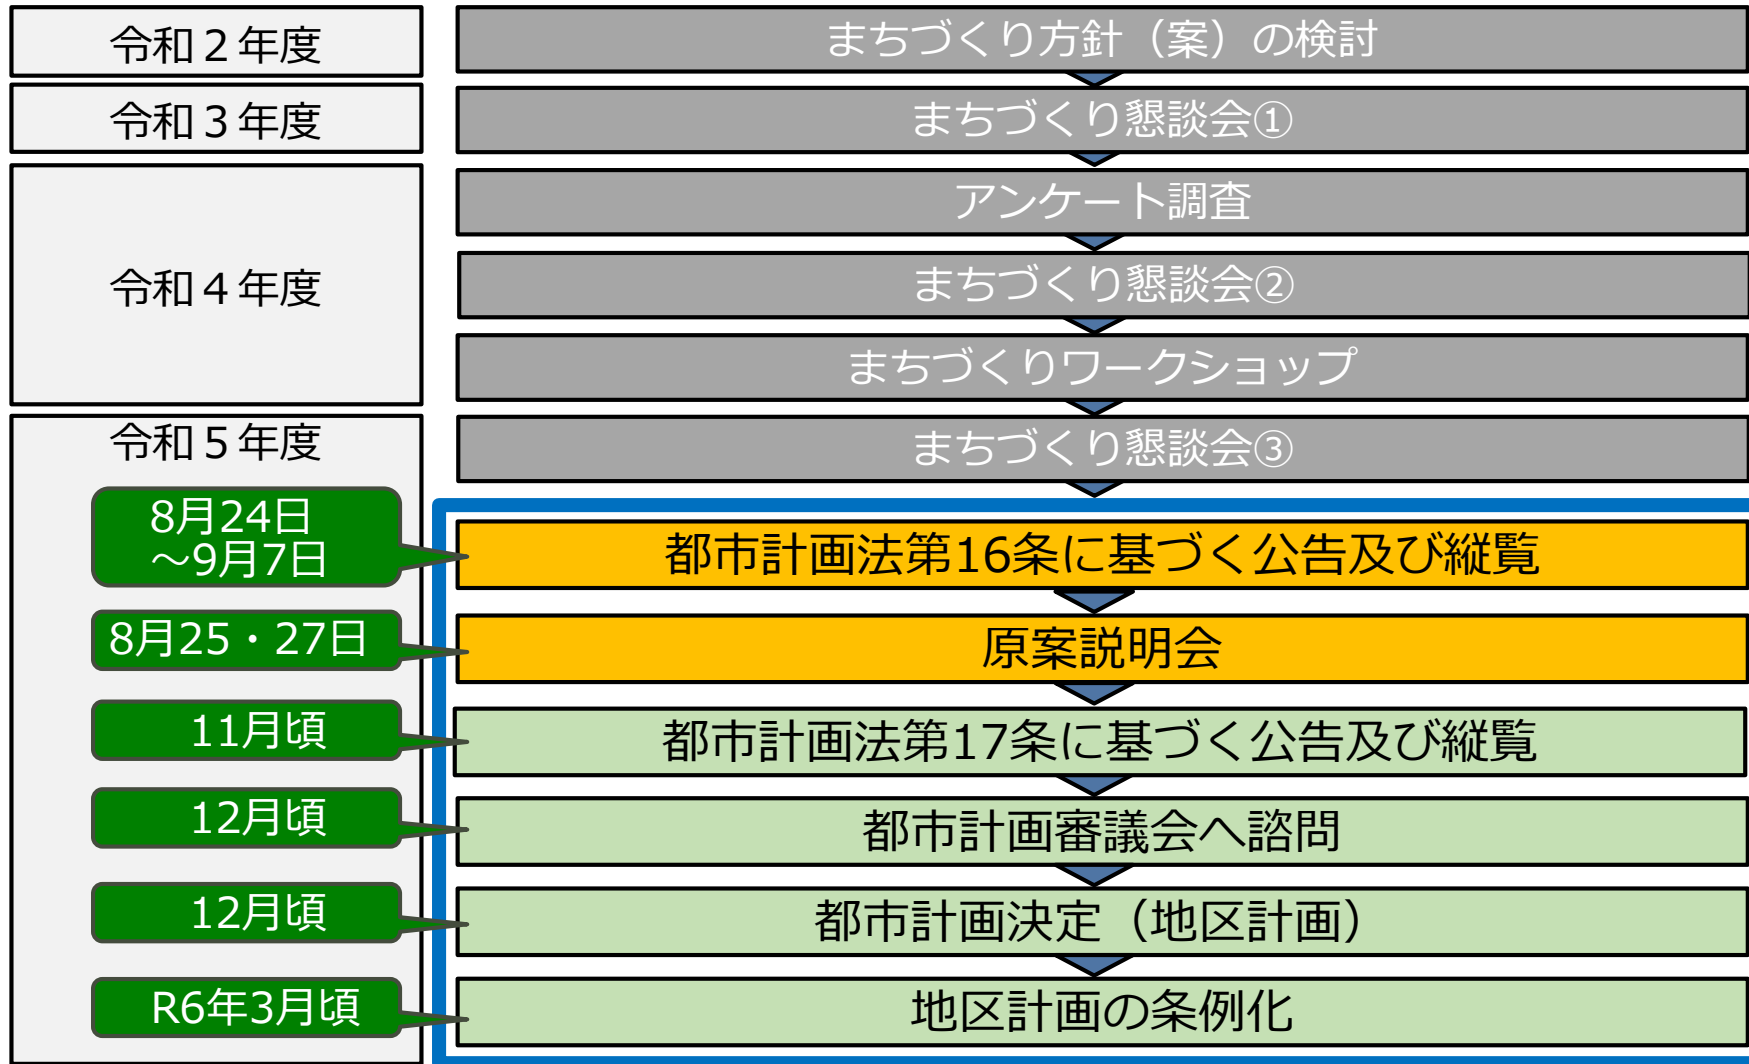 令和２年度
まちづくり方針（案）の検討
令和３年度
まちづくり懇談会①
令和４年度
アンケート調査
まちづくり懇談会②
まちづくりワークショップ
令和５年度
まちづくり懇談会③
8月24日
～9月7日
都市計画法第16条に基づく公告及び縦覧
8月25・27日
原案説明会
11月頃
都市計画法第17条に基づく公告及び縦覧
12月頃
都市計画審議会へ諮問
12月頃
都市計画決定（地区計画）
R6年3月頃
地区計画の条例化